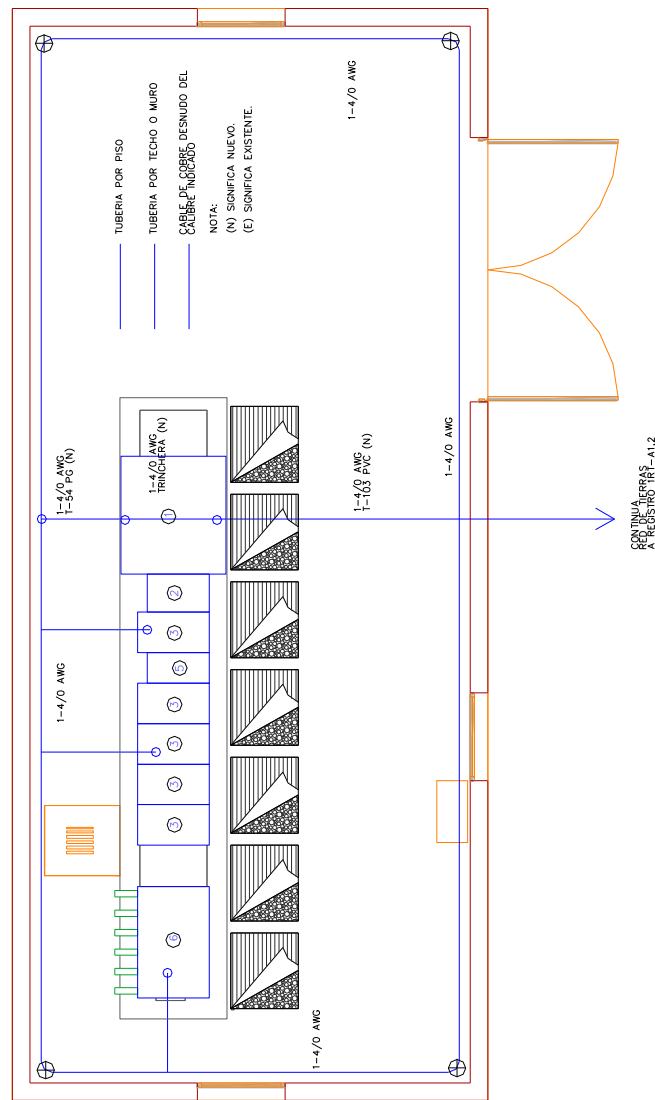 TUBERIA POR PISO
TUBERIA POR TECHO O MURO
CABLE DE COBRE DESNUDO DEL
CALIBRE INDICADO
NOTA:
(N) SIGNIFICA NUEVO.
(E) SIGNIFICA EXISTENTE.
1-4/0 AWG
1-4/0 AWG
T-54 PG (N)
1-4/0 AWG
TRINCHERA (N)
1-4/0 AWG
T-103 PVC (N)
1-4/0 AWG
CONTINUA
RED DE TIERRAS
A REGISTRO 1RT-A1.2
1
2
3
5
3
3
3
3
6
1-4/0 AWG
1-4/0 AWG